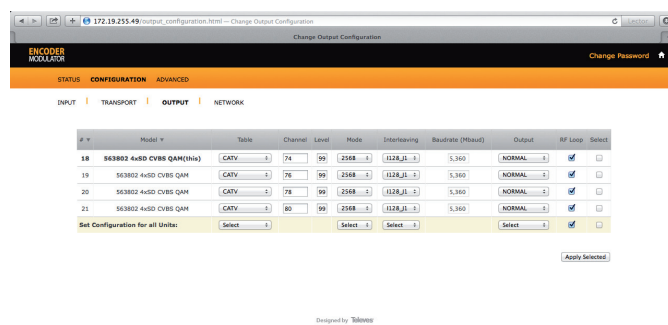 172.19.255.49/output_configuration.html — Change Output Configuration
Lector
Change Output Configuration
ENCODER
MODULATOR
Change Password
STATUS CONFIGURATION ADVANCED
INPUT TRANSPORT OUTPUT NETWORK
# Model Table Channel Level Mode Interleaving Baudrate (Mbaud) Output RF Loop Select
18 563802 4xSD CVBS QAM(this) CATV 74 99 256B I128_J1 5,360 NORMAL
19 563802 4xSD CVBS QAM CATV 76 99 256B I128_J1 5,360 NORMAL
20 563802 4xSD CVBS QAM CATV 78 99 256B I128_J1 5,360 NORMAL
21 563802 4xSD CVBS QAM CATV 80 99 256B I128_J1 5,360 NORMAL
Set Configuration for all Units: Select Select Select Select
Apply Selected
Designed by Televes